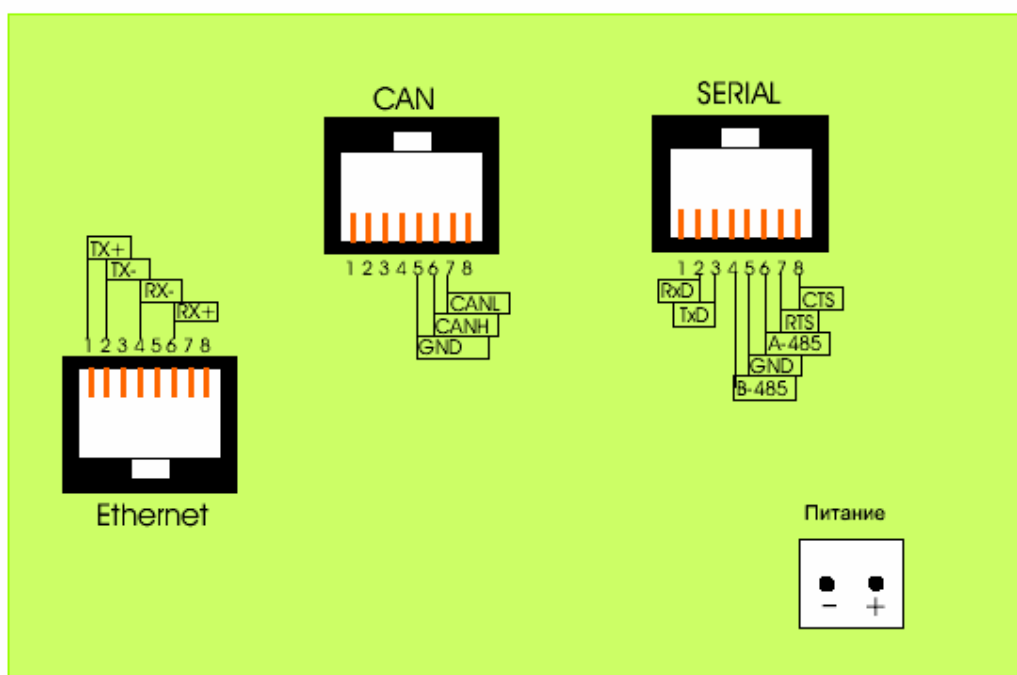 CAN
SERIAL
1 2 3 4 5 6 7 8
CANL
CANH
GND
1 2 3 4 5 6 7 8
RxD
TxD
CTS
RTS
A-485
GND
B-485
TX+
TX-
RX-
RX+
1 2 3 4 5 6 7 8
Ethernet
Питание
- +